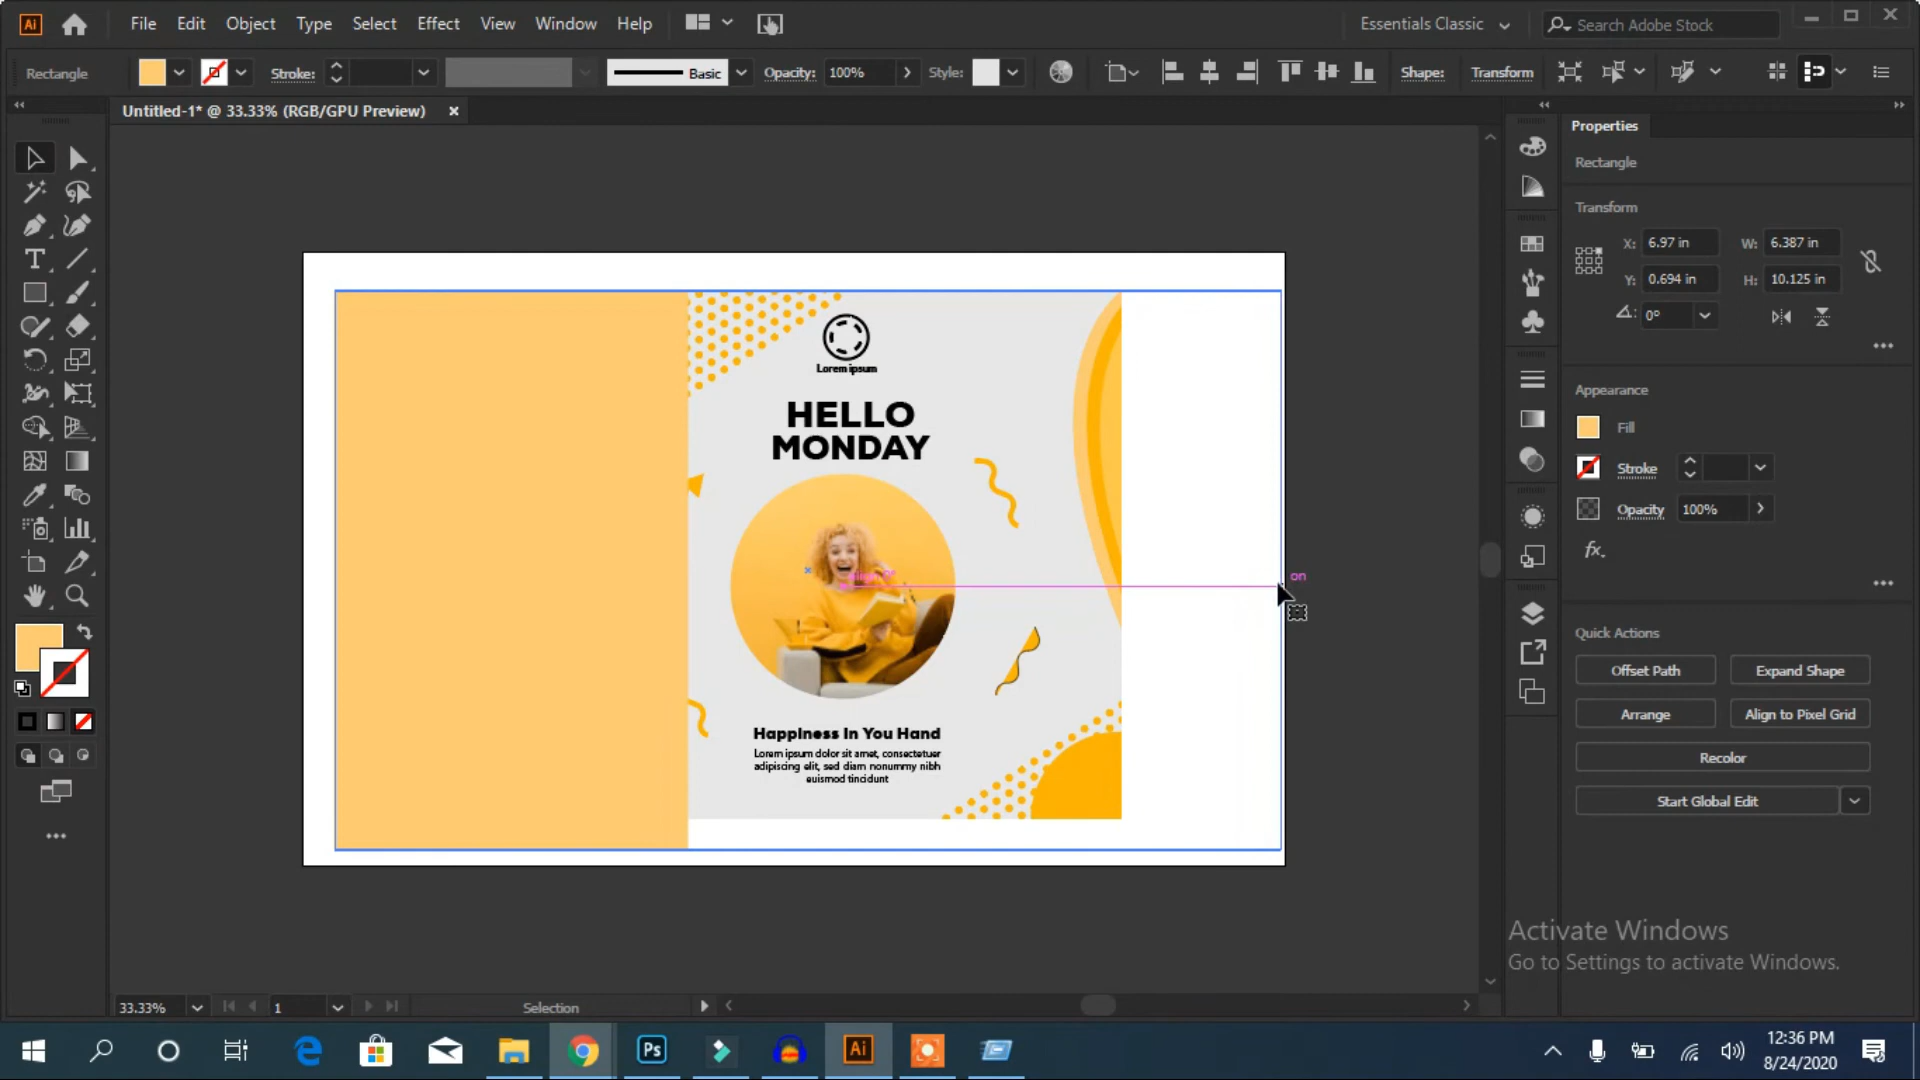 Ai File Edit Object Type Select Effect View Window Help Essentials Classic Search Adobe Stock
Rectangle Stroke: Basic Opacity: 100% Style: Shape: Transform
Untitled-1* @ 33.33% (RGB/GPU Preview)
Properties
Rectangle
Transform
X: 6.97 in W: 6.387 in
Y: 0.694 in H: 10.125 in
0°
Appearance
Fill
Stroke
Opacity 100%
fx.
Quick Actions
Offset Path Expand Shape
Arrange Align to Pixel Grid
Recolor
Start Global Edit
Lorem ipsum
HELLO
MONDAY
on
Happiness In You Hand
Lorem ipsum dolor sit amet, consectetuer
adipiscing elit, sed diam nonummy nibh
euismod tincidunt
Activate Windows
Go to Settings to activate Windows.
33.33% 1 Selection
Ps Ai
12:36 PM
8/24/2020